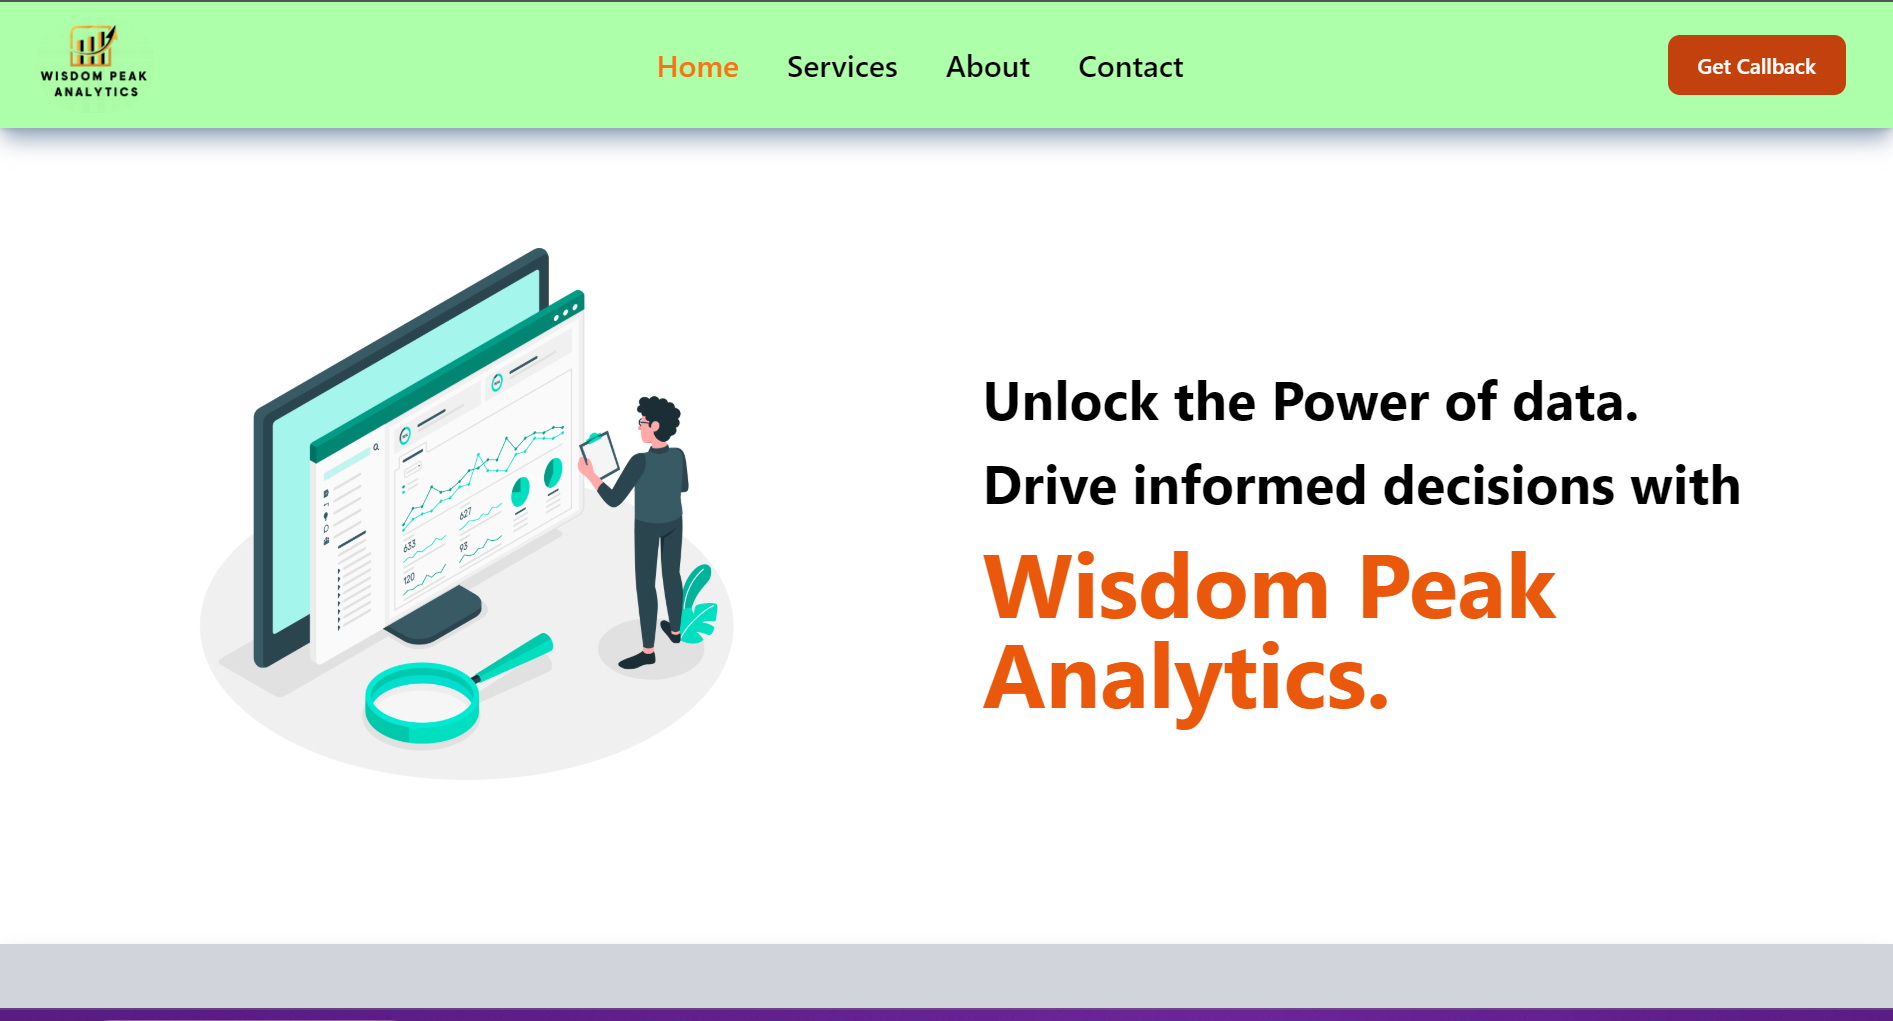 WISDOM PEAK
ANALYTICS
Home Services About Contact
Get Callback
627
633
93
120
Unlock the Power of data.
Drive informed decisions with
Wisdom Peak
Analytics.